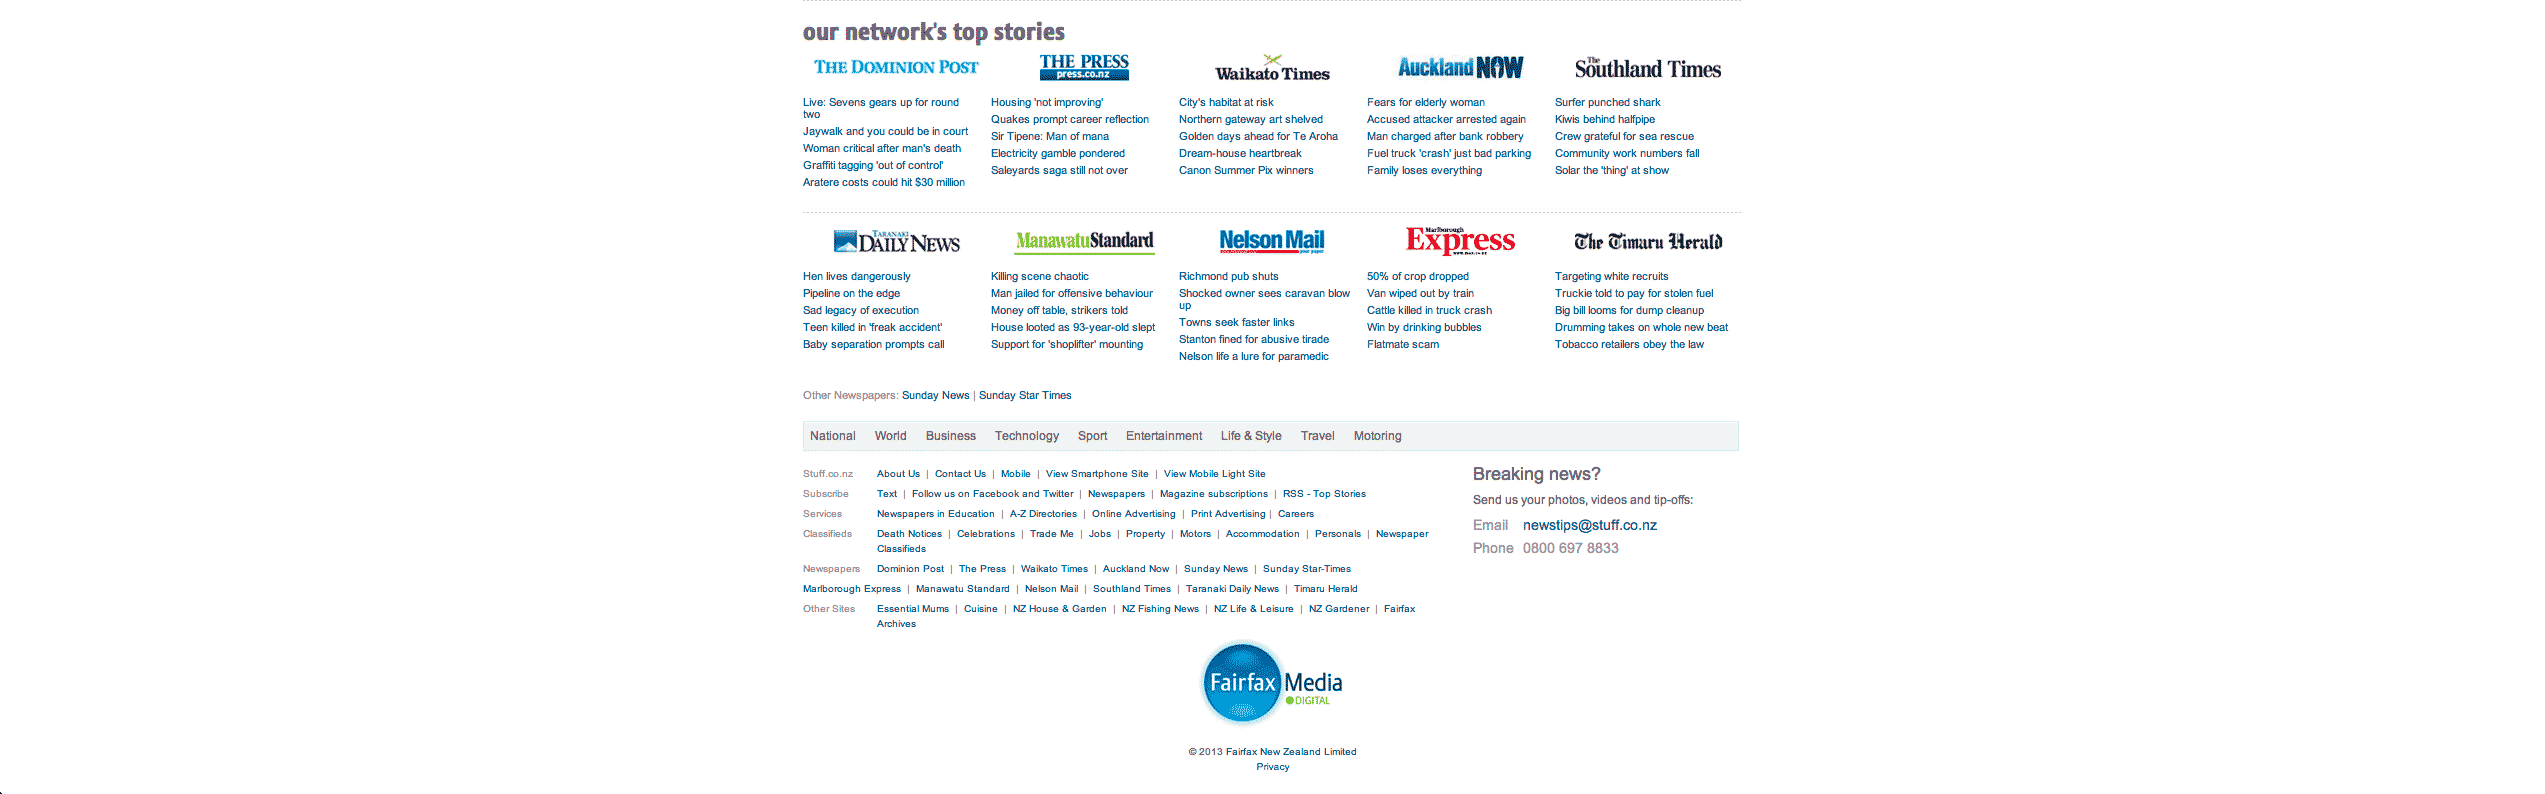 our network's top stories
THE DOMINION POST
Live: Sevens gears up for round
two
Jaywalk and you could be in court
Woman critical after man's death
Graffiti tagging 'out of control'
Aratere costs could hit $30 million
THE PRESS
press.co.nz
Housing 'not improving'
Quakes prompt career reflection
Sir Tipene: Man of mana
Electricity gamble pondered
Saleyards saga still not over
Waikato Times
City's habitat at risk
Northern gateway art shelved
Golden days ahead for Te Aroha
Dream-house heartbreak
Canon Summer Pix winners
Auckland NOW
Fears for elderly woman
Accused attacker arrested again
Man charged after bank robbery
Fuel truck 'crash' just bad parking
Family loses everything
The Southland Times
Surfer punched shark
Kiwis behind halfpipe
Crew grateful for sea rescue
Community work numbers fall
Solar the 'thing' at show
TARANAKI
DAILY NEWS
Hen lives dangerously
Pipeline on the edge
Sad legacy of execution
Teen killed in 'freak accident'
Baby separation prompts call
Manawatu Standard
Killing scene chaotic
Man jailed for offensive behaviour
Money off table, strikers told
House looted as 93-year-old slept
Support for 'shoplifter' mounting
Nelson Mail
your paper
Richmond pub shuts
Shocked owner sees caravan blow
up
Towns seek faster links
Stanton fined for abusive tirade
Nelson life a lure for paramedic
Marlborough
Express
50% of crop dropped
Van wiped out by train
Cattle killed in truck crash
Win by drinking bubbles
Flatmate scam
The Timaru Herald
Targeting white recruits
Truckie told to pay for stolen fuel
Big bill looms for dump cleanup
Drumming takes on whole new beat
Tobacco retailers obey the law
Other Newspapers: Sunday News | Sunday Star Times
National World Business Technology Sport Entertainment Life & Style Travel Motoring
Stuff.co.nz About Us | Contact Us | Mobile | View Smartphone Site | View Mobile Light Site
Subscribe Text | Follow us on Facebook and Twitter | Newspapers | Magazine subscriptions | RSS - Top Stories
Services Newspapers in Education | A-Z Directories | Online Advertising | Print Advertising | Careers
Classifieds Death Notices | Celebrations | Trade Me | Jobs | Property | Motors | Accommodation | Personals | Newspaper
Classifieds
Newspapers Dominion Post | The Press | Waikato Times | Auckland Now | Sunday News | Sunday Star-Times
Marlborough Express | Manawatu Standard | Nelson Mail | Southland Times | Taranaki Daily News | Timaru Herald
Other Sites Essential Mums | Cuisine | NZ House & Garden | NZ Fishing News | NZ Life & Leisure | NZ Gardener | Fairfax
Archives
Breaking news?
Send us your photos, videos and tip-offs:
Email newstips@stuff.co.nz
Phone 0800 697 8833
Fairfax Media
DIGITAL
© 2013 Fairfax New Zealand Limited
Privacy